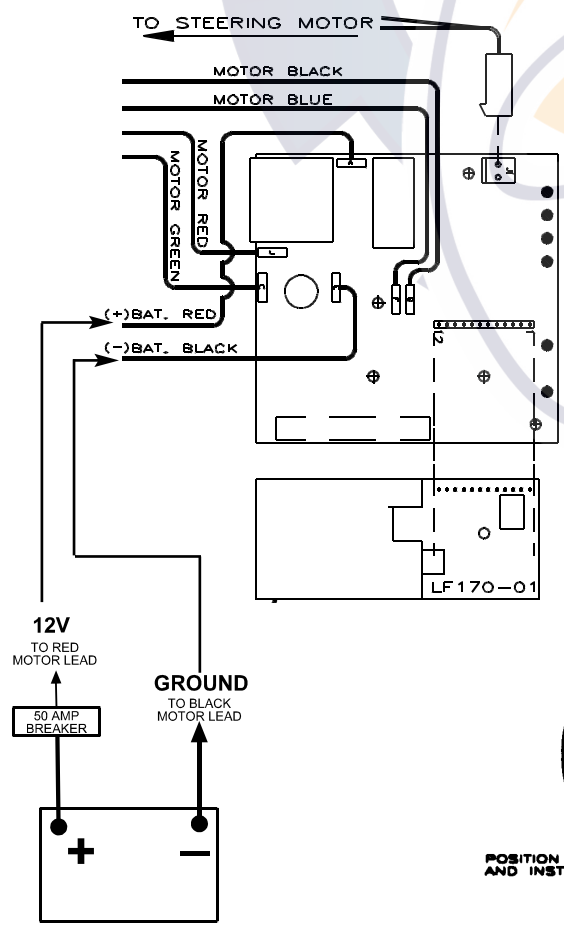 TO STEERING MOTOR
MOTOR BLACK
MOTOR BLUE
MOTOR RED
MOTOR GREEN
(+)BAT. RED
(-)BAT. BLACK
LF170-01
12V
TO RED
MOTOR LEAD
GROUND
TO BLACK
MOTOR LEAD
50 AMP
BREAKER
+
−
POSITION
AND INST